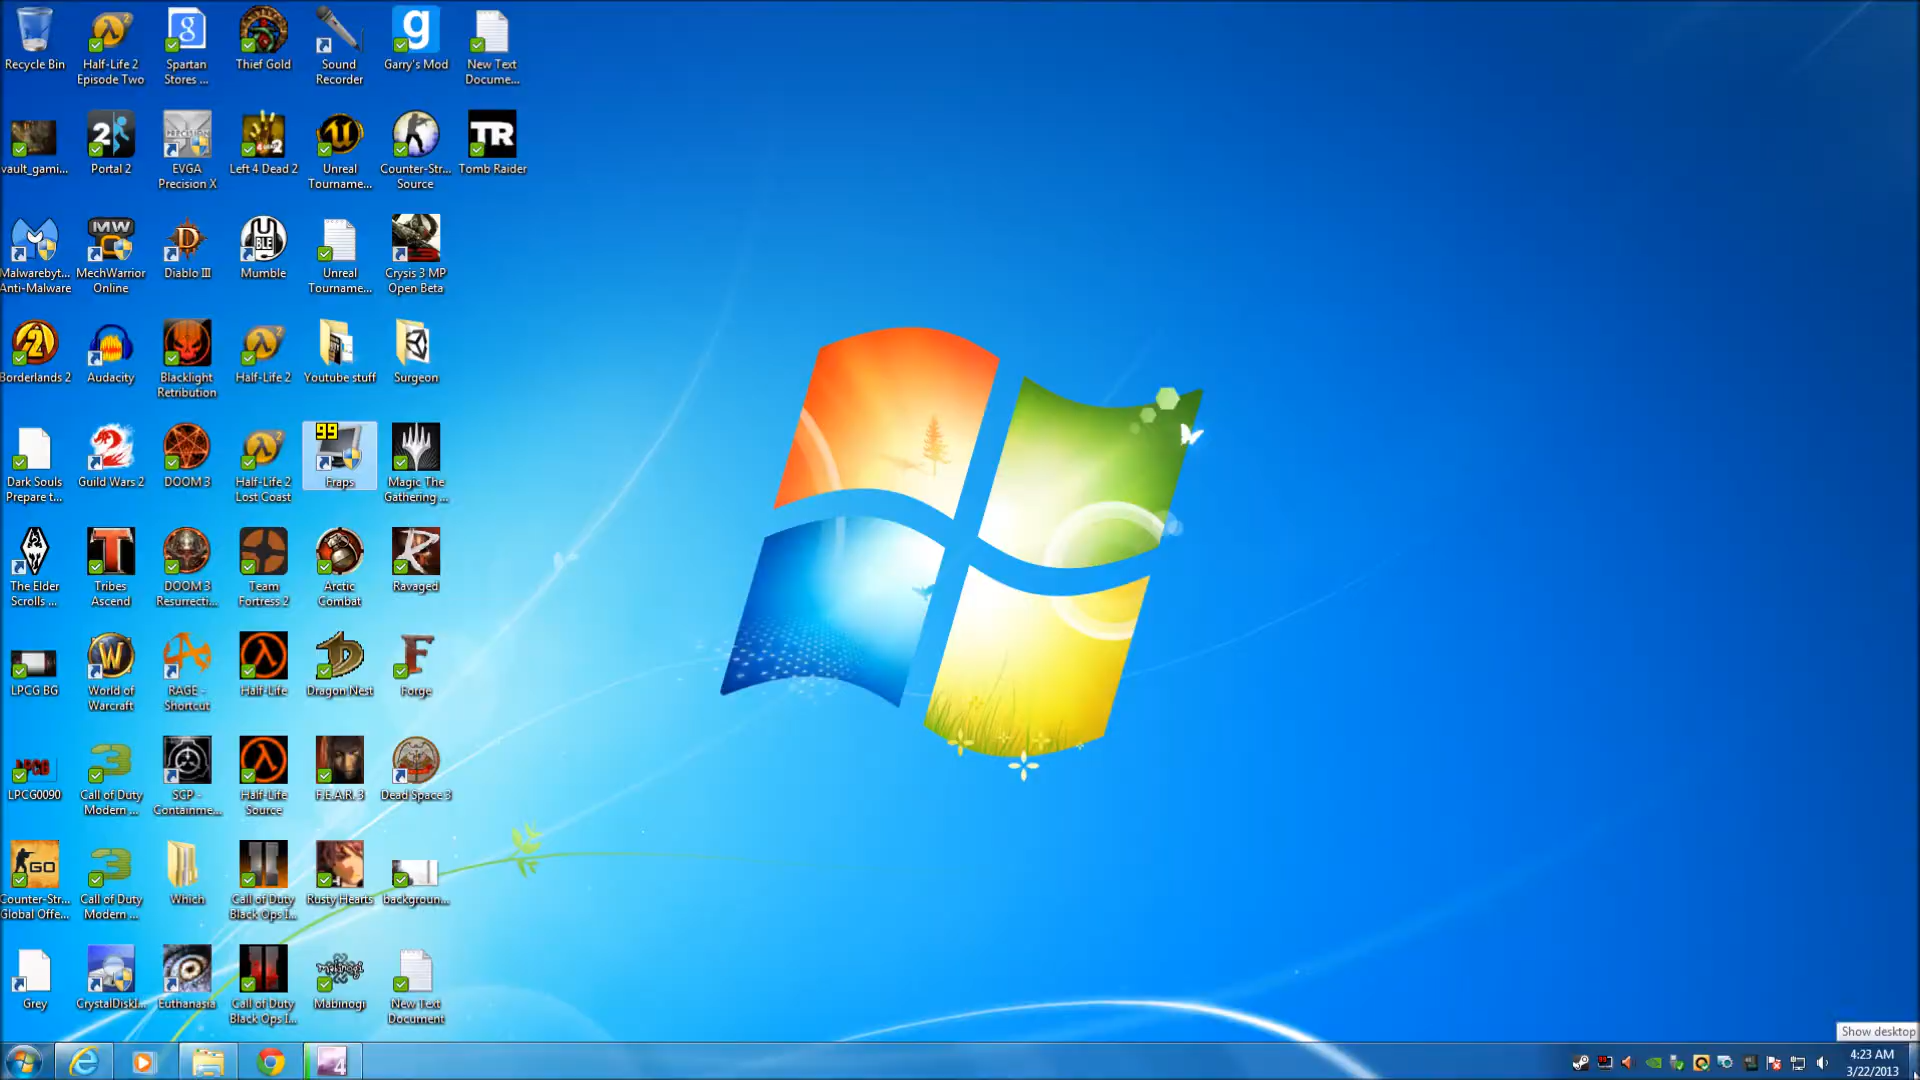 Recycle Bin
Half-Life 2
Episode Two
Spartan
Stores ...
Thief Gold
Sound
Recorder
Garry's Mod
New Text
Docume...
vault_gami...
Portal 2
EVGA
Precision X
Left 4 Dead 2
Unreal
Tourname...
Counter-Str...
Source
TR
Tomb Raider
Malwareby t...
Anti-Malware
MW
MechWarrior
Online
Diablo III
Mumble
Unreal
Tourname...
Crysis 3 MP
Open Beta
Borderlands 2
Audacity
Blacklight
Retribution
Half-Life 2
Youtube stuff
Surgeon
Dark Souls
Prepare t...
Guild Wars 2
DOOM 3
Half-Life 2
Lost Coast
99
Fraps
Magic The
Gathering ...
The Elder
Scrolls ...
Tribes
Ascend
DOOM 3
Resurrecti...
Team
Fortress 2
Arctic
Combat
Ravaged
LPCG BG
World of
Warcraft
RAGE -
Shortcut
Half-Life
Dragon Nest
Forge
LPCG0090
Call of Duty
Modern ...
SCP -
Containme...
Half-Life
Source
F.E.A.R. 3
Dead Space 3
GO
Counter-Str...
Global Offe...
Call of Duty
Modern ...
Which
Call of Duty
Black Ops I...
Rusty Hearts
backgroun...
Grey
CrystalDiskI...
Euthanasia
Call of Duty
Black Ops I...
Mabinogi
New Text
Document
Show desktop
4:23 AM
3/22/2013